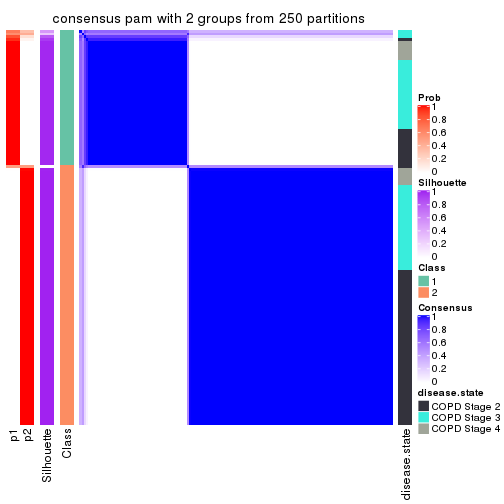 consensus pam with 2 groups from 250 partitions
Prob
1
0.8
0.6
0.4
0.2
0
Silhouette
1
0.8
0.6
0.4
0.2
0
Class
1
2
Consensus
1
0.8
0.6
0.4
0.2
0
disease.state
COPD Stage 2
COPD Stage 3
COPD Stage 4
p1
p2
Silhouette
Class
disease.state